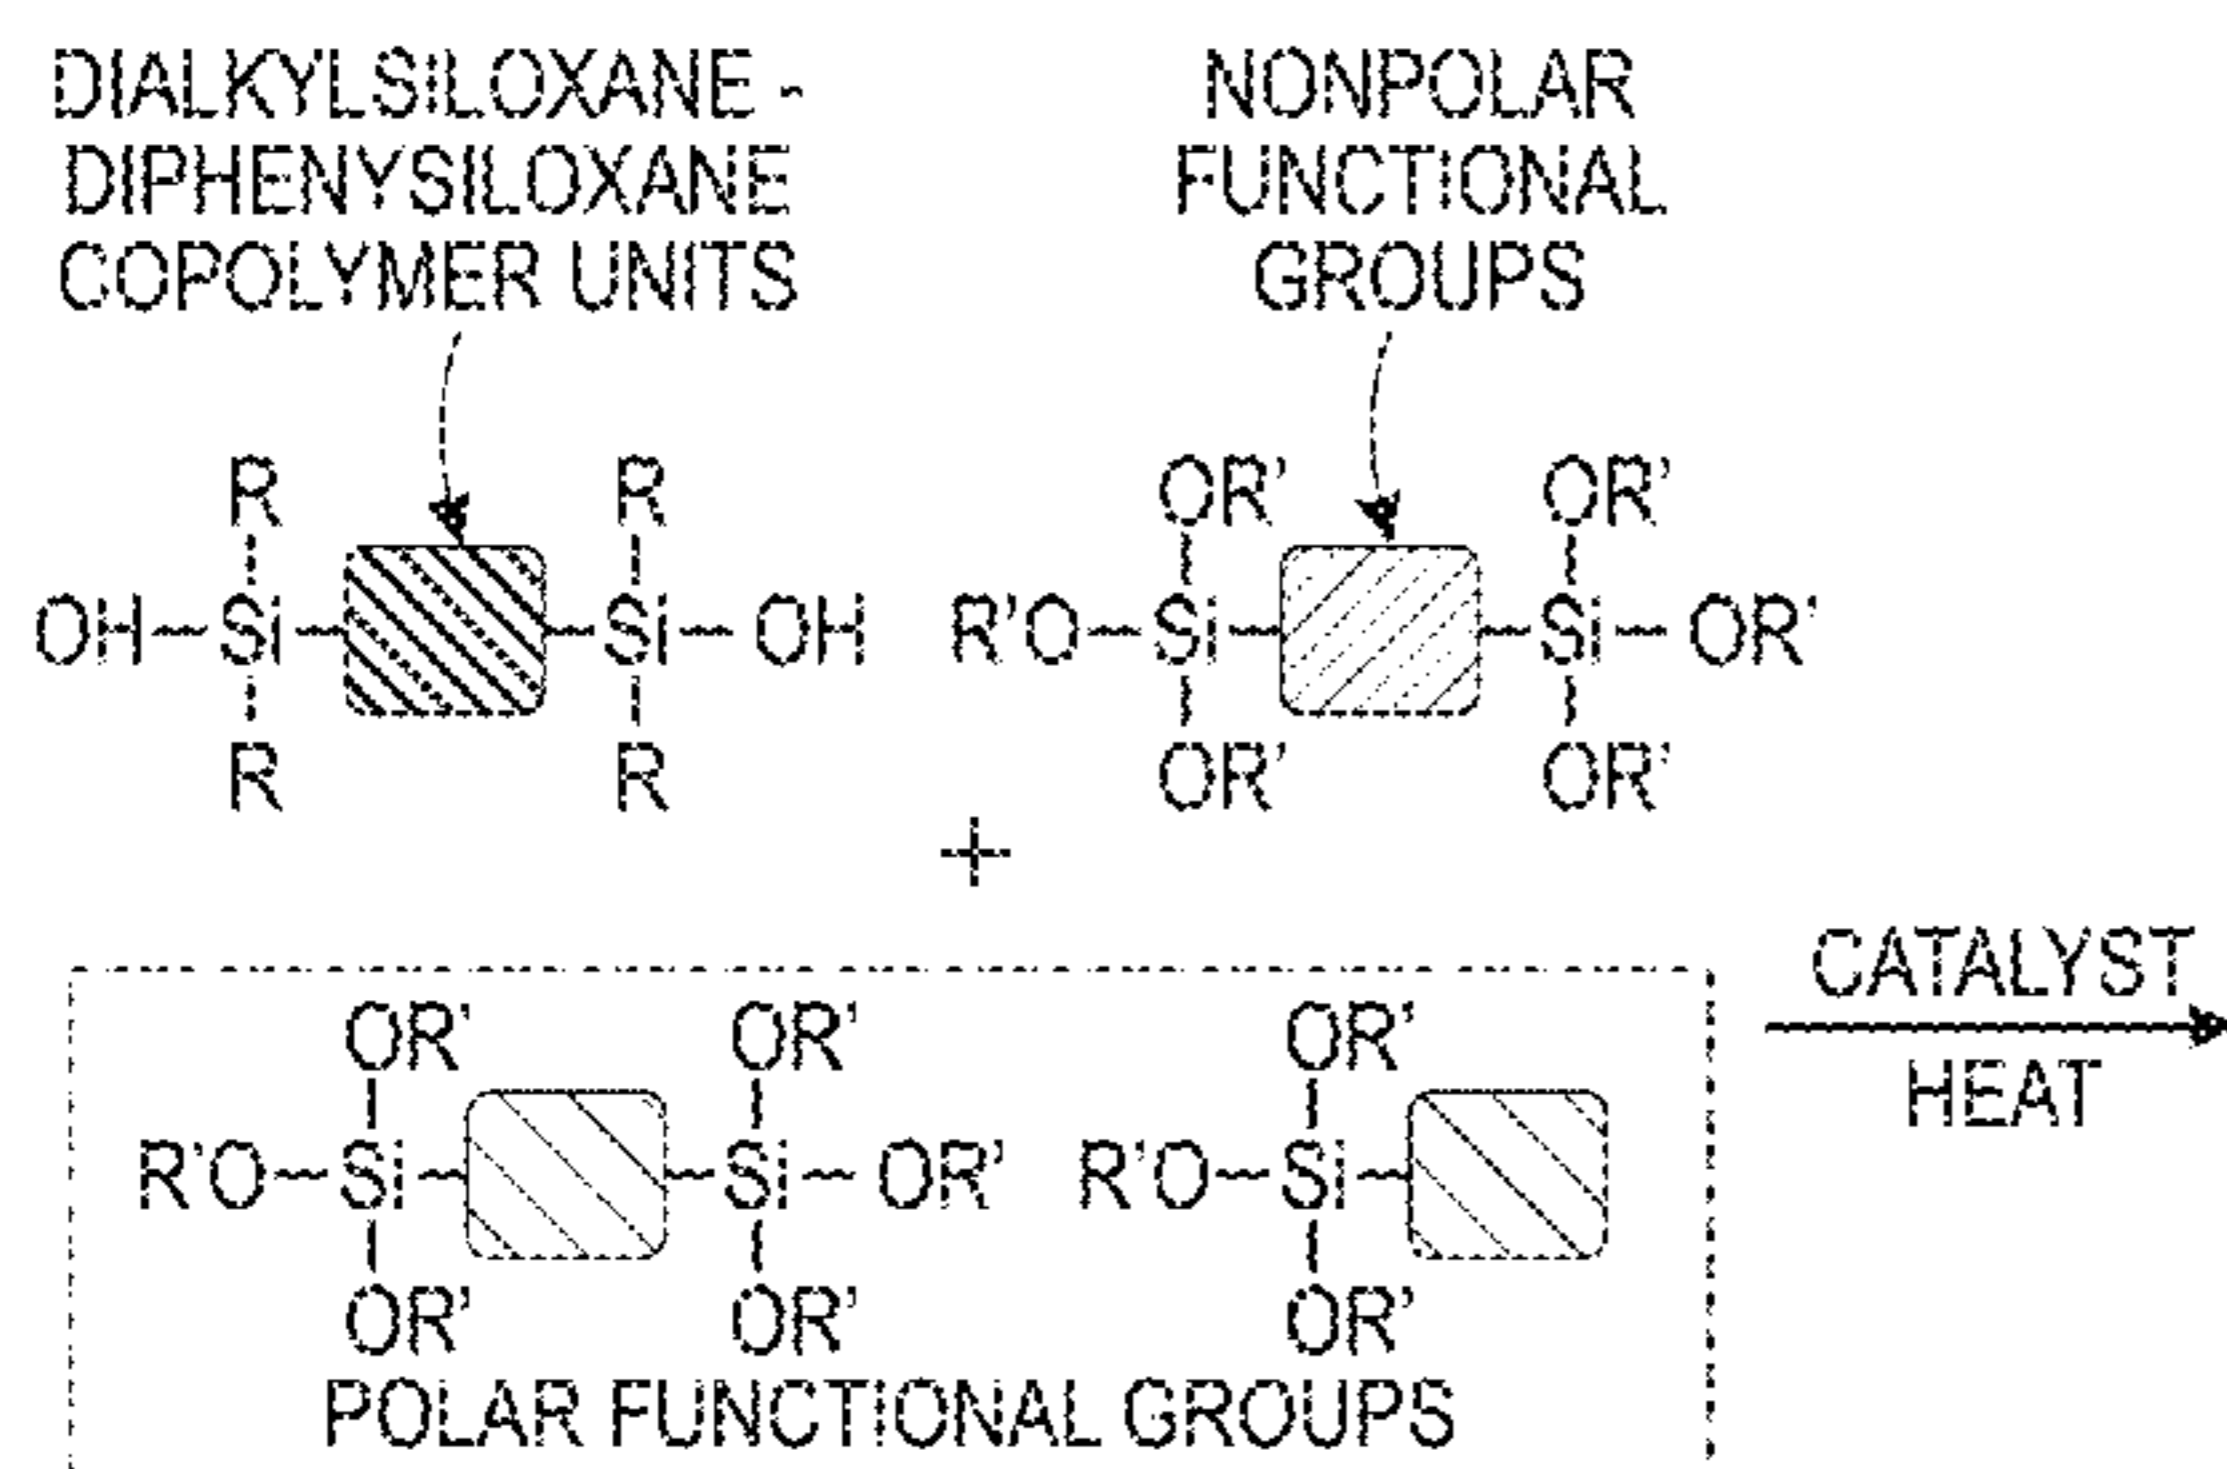 DIALKYLSILOXANE -
DIPHENYSILOXANE
COPOLYMER UNITS
NONPOLAR
FUNCTIONAL
GROUPS
R R OR' OR'
OH Si Si OH R'O Si Si OR'
R R OR' OR'
+
CATALYST
HEAT
OR' OR' OR'
R'O Si Si OR' R'O Si
OR' OR' OR'
POLAR FUNCTIONAL GROUPS